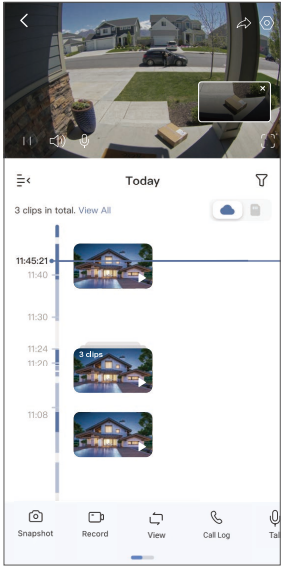 Today
3 clips in total. View All
11:45:21
11:40
11:30
11:24
3 clips
11:20
11:08
Snapshot
Record
View
Call Log
Tal